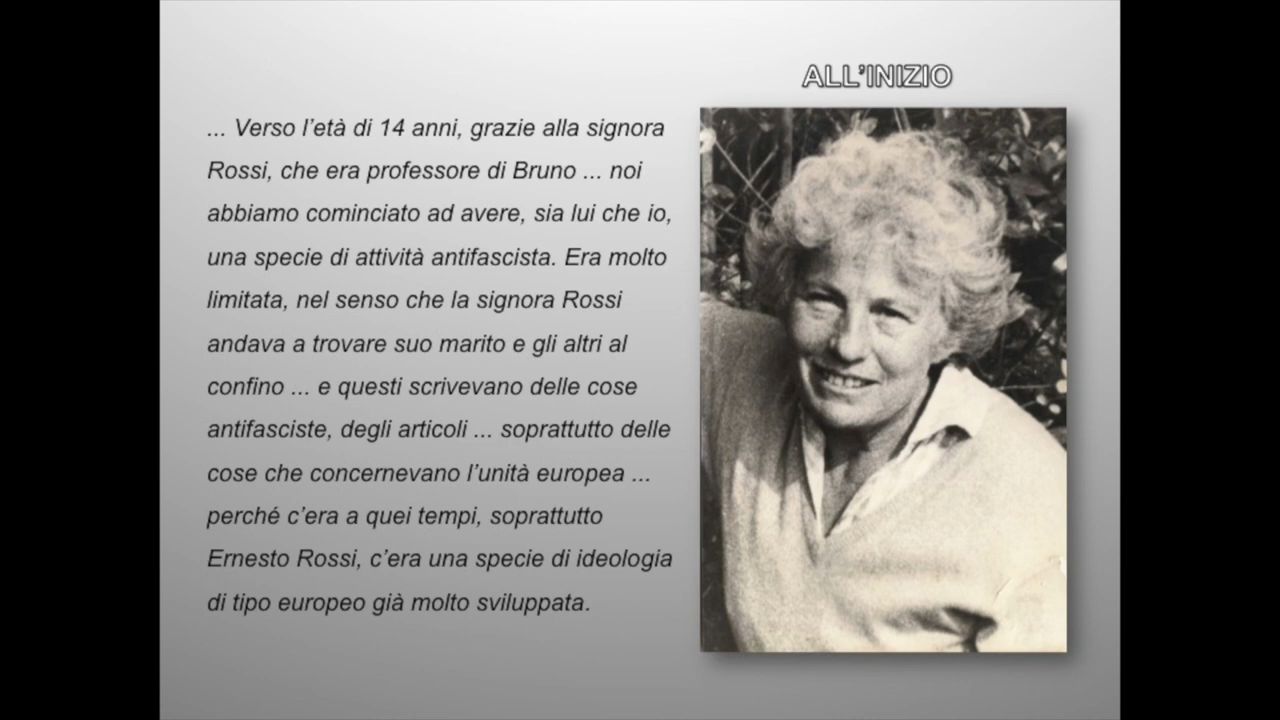 ALL’INIZIO
... Verso l’età di 14 anni, grazie alla signora
Rossi, che era professore di Bruno ... noi
abbiamo cominciato ad avere, sia lui che io,
una specie di attività antifascista. Era molto
limitata, nel senso che la signora Rossi
andava a trovare suo marito e gli altri al
confino ... e questi scrivevano delle cose
antifasciste, degli articoli ... soprattutto delle
cose che concernevano l’unità europea ...
perché c’era a quei tempi, soprattutto
Ernesto Rossi, c’era una specie di ideologia
di tipo europeo già molto sviluppata.